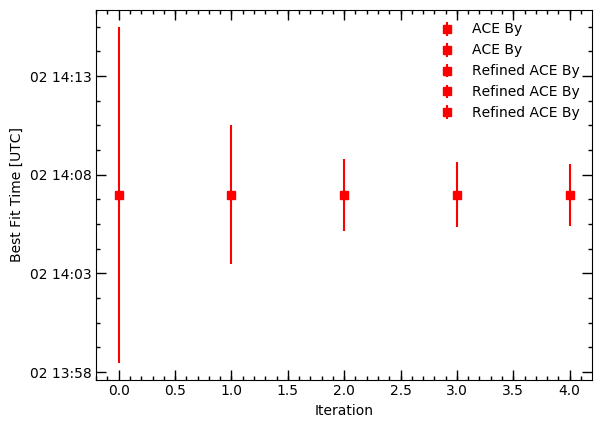 ACE By
ACE By
Refined ACE By
Refined ACE By
Refined ACE By
02 14:13
02 14:08
02 14:03
02 13:58
Best Fit Time [UTC]
0.0 0.5 1.0 1.5 2.0 2.5 3.0 3.5 4.0
Iteration